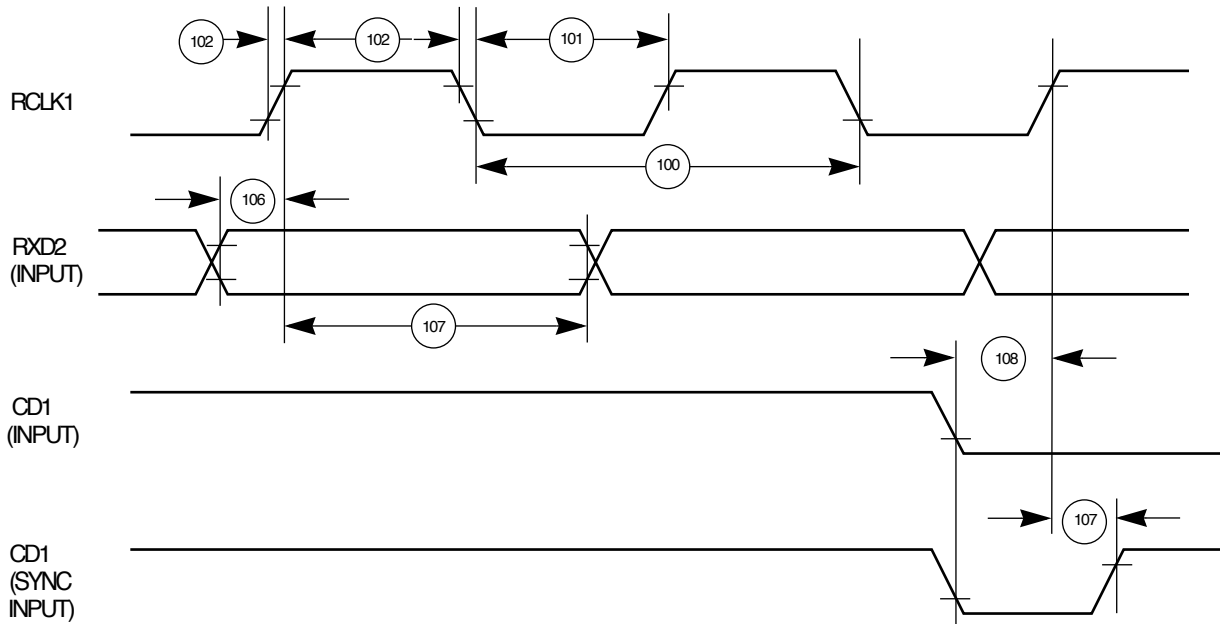 102
102
101
RCLK1
100
106
RXD2
(INPUT)
107
108
CD1
(INPUT)
107
CD1
(SYNC
INPUT)